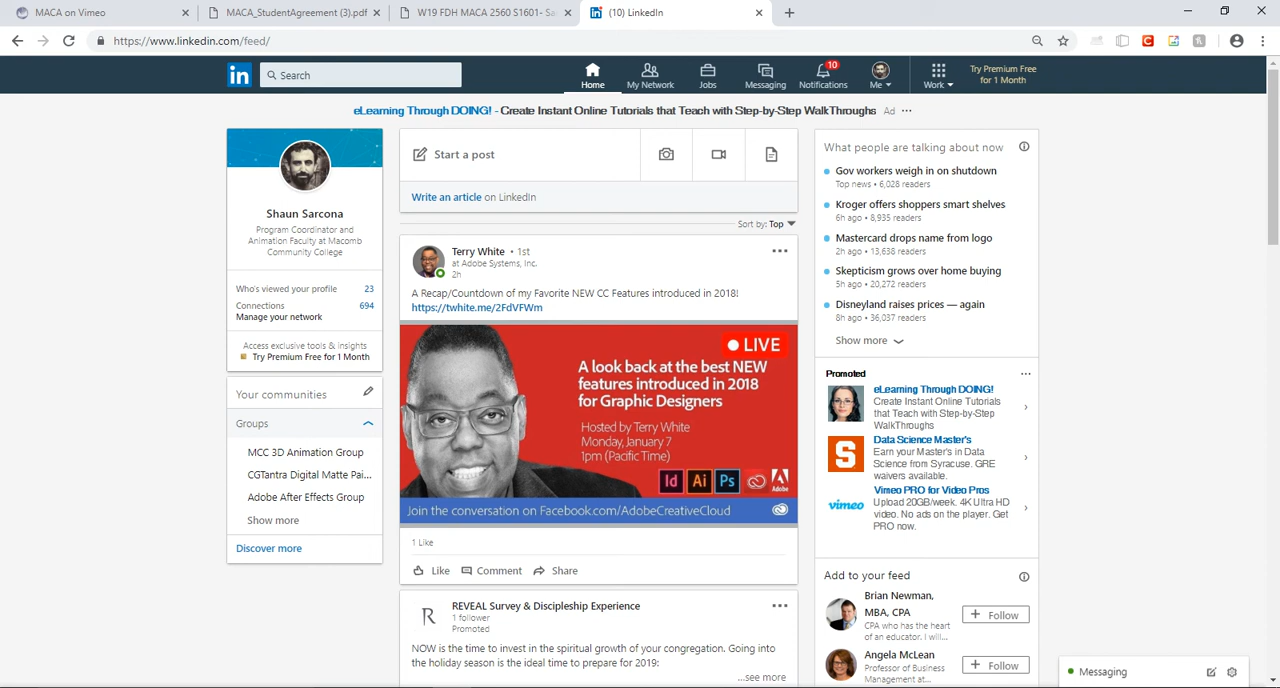 MACA on Vimeo
MACA_StudentAgreement (3).pdf
W19 FDH MACA 2560 S1601- Sa
(10) LinkedIn
https://www.linkedin.com/feed/
in
Search
Home
My Network
Jobs
Messaging
10
Notifications
Me
Work
Try Premium Free
for 1 Month
eLearning Through DOING! - Create Instant Online Tutorials that Teach with Step-by-Step WalkThroughs Ad ...
Shaun Sarcona
Program Coordinator and
Animation Faculty at Macomb
Community College
Who's viewed your profile 23
Connections 694
Manage your network
Access exclusive tools & Insights
Try Premium Free for 1 Month
Your communities
Groups
MCC 3D Animation Group
CGTantra Digital Matte Pai...
Adobe After Effects Group
Show more
Discover more
Start a post
Write an article on LinkedIn
Sort by: Top
Terry White • 1st
at Adobe Systems, Inc.
2h
A Recap/Countdown of my Favorite NEW CC Features introduced in 2018!
https://twhite.me/2FdVFWm
LIVE
A look back at the best NEW
features introduced in 2018
for Graphic Designers
Hosted by Terry White
Monday, January 7
1pm (Pacific Time)
Id Ai Ps
Adobe
Join the conversation on Facebook.com/AdobeCreativeCloud
1 Like
Like Comment Share
R
REVEAL Survey & Discipleship Experience
1 follower
Promoted
NOW is the time to invest in the spiritual growth of your congregation. Going into
the holiday season is the ideal time to prepare for 2019:
...see more
What people are talking about now
Gov workers weigh in on shutdown
Top news • 6,028 readers
Kroger offers shoppers smart shelves
6h ago • 8,935 readers
Mastercard drops name from logo
2h ago • 13,638 readers
Skepticism grows over home buying
5h ago • 20,272 readers
Disneyland raises prices — again
8h ago • 36,037 readers
Show more
Promoted
eLearning Through DOING!
Create Instant Online Tutorials
that Teach with Step-by-Step
WalkThroughs
S
Data Science Master's
Earn your Master's in Data
Science from Syracuse. GRE
waivers available.
vimeo
Vimeo PRO for Video Pros
Upload 20GB/week. 4K Ultra HD
video. No ads on the player. Get
PRO now.
Add to your feed
Brian Newman,
MBA, CPA
CPA who has the heart
of an educator. I will...
+ Follow
Angela McLean
Professor of Business
Management at...
+ Follow
Messaging